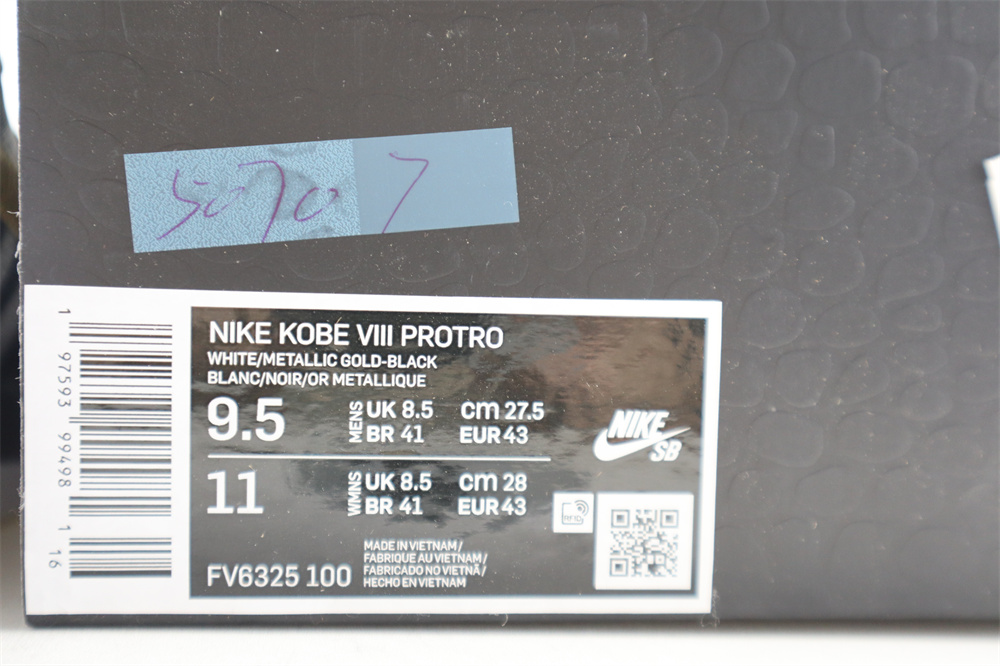 50707
NIKE KOBE VIII PROTRO
WHITE/METALLIC GOLD-BLACK
BLANC/NOIR/OR METALLIQUE
9.5
MENS
UK 8.5 cm 27.5
BR 41 EUR 43
11
WMNS
UK 8.5 cm 28
BR 41 EUR 43
NIKE
SB
RFID
FV6325 100
MADE IN VIETNAM/
FABRIQUE AU VIETNAM/
FABRICADO NO VIETNÃ/
HECHO EN VIETNAM
1 97593 99498 1 16